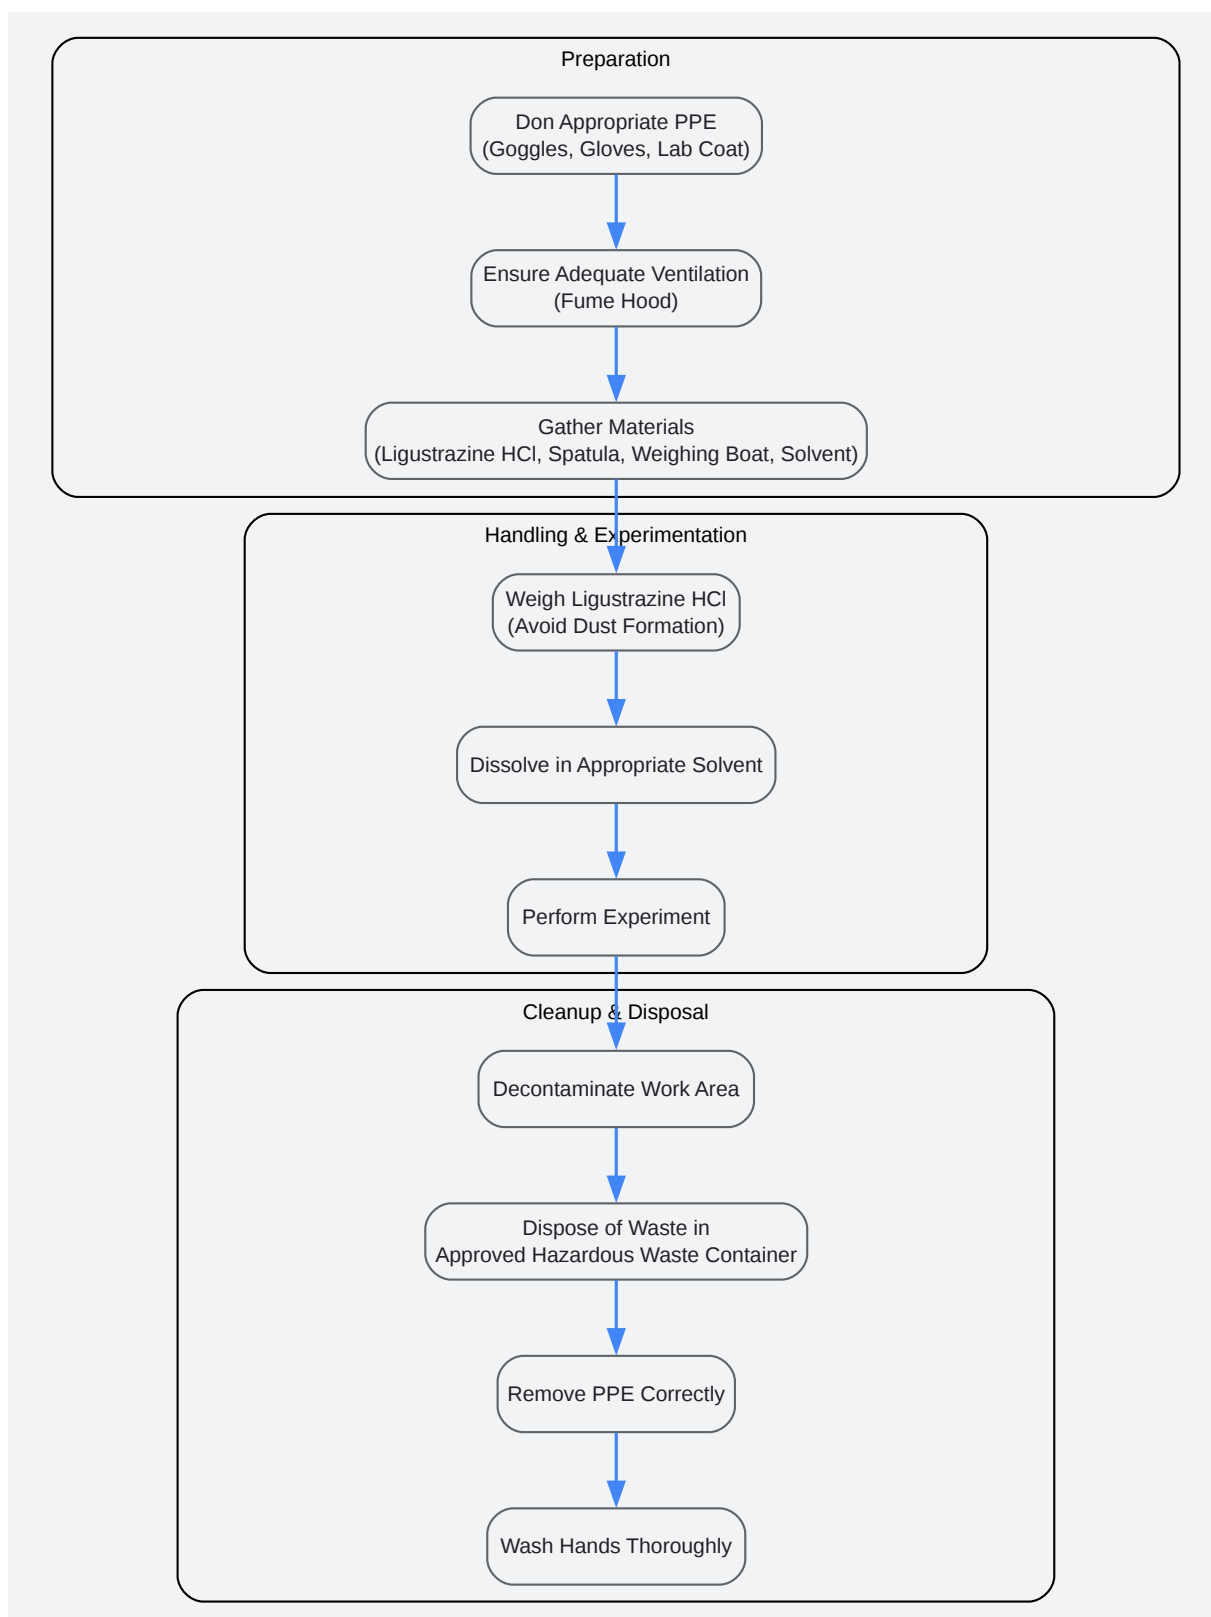 Preparation
Don Appropriate PPE
(Goggles, Gloves, Lab Coat)
Ensure Adequate Ventilation
(Fume Hood)
Gather Materials
(Ligustrazine HCl, Spatula, Weighing Boat, Solvent)
Handling & Experimentation
Weigh Ligustrazine HCl
(Avoid Dust Formation)
Dissolve in Appropriate Solvent
Perform Experiment
Cleanup & Disposal
Decontaminate Work Area
Dispose of Waste in
Approved Hazardous Waste Container
Remove PPE Correctly
Wash Hands Thoroughly